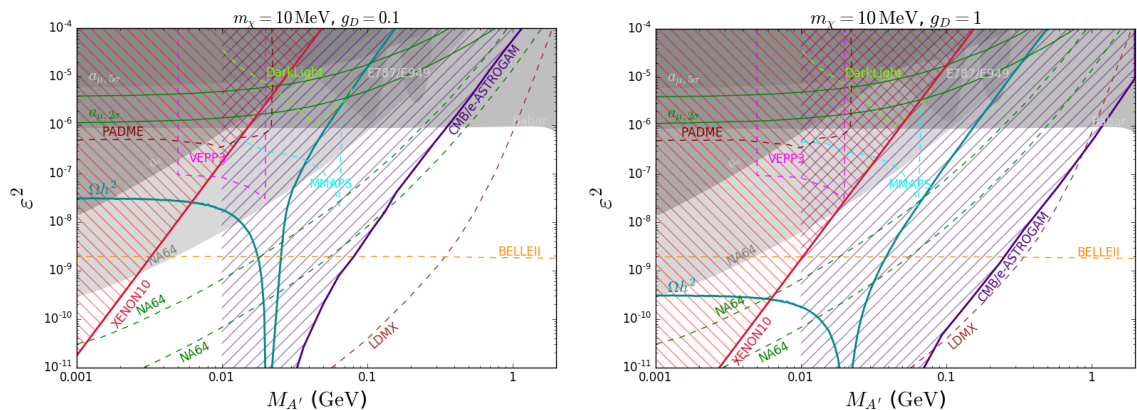 m_χ = 10 MeV, g_D = 0.1
10^-4
10^-5
10^-6
10^-7
10^-8
10^-9
10^-10
10^-11
ε^2
a_μ,5σ
a_μ,2σ
DarkLight
E787/E949
PADME
VEPP3
MMAPS
CMB/e-ASTROGAM
Babar
Ωh^2
NA64
BELLEII
XENON10
NA64
NA64
LDMX
0.001
0.01
0.1
1
M_A' (GeV)
m_χ = 10 MeV, g_D = 1
10^-4
10^-5
10^-6
10^-7
10^-8
10^-9
10^-10
10^-11
ε^2
a_μ,5σ
a_μ,2σ
DarkLight
E787/E949
PADME
VEPP3
MMAPS
Babar
NA64
BELLEII
CMB/e-ASTROGAM
Ωh^2
NA64
XENON10
LDMX
0.001
0.01
0.1
1
M_A' (GeV)